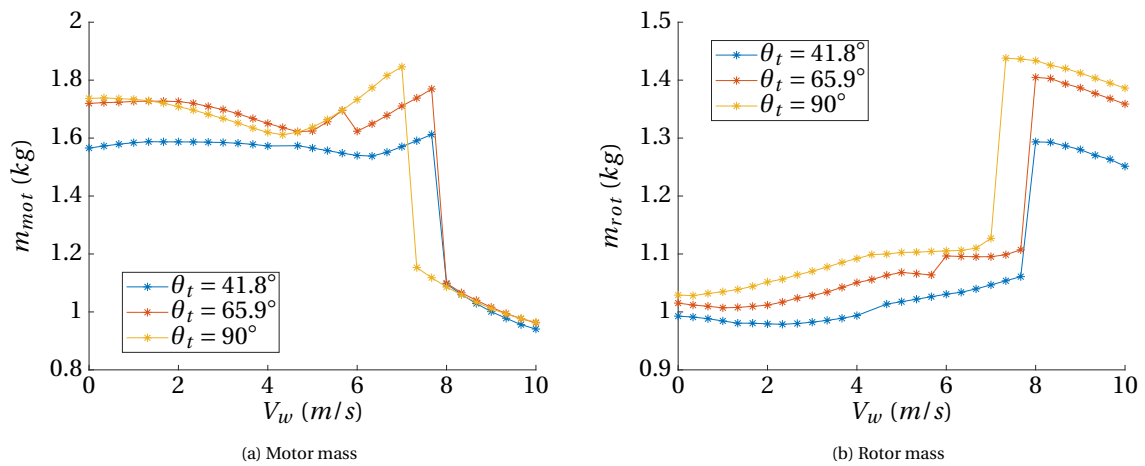 2
1.8
1.6
1.4
1.2
1
0.8
m_mot (kg)
θ_t = 41.8°
θ_t = 65.9°
θ_t = 90°
0 2 4 6 8 10
V_w (m/s)
(a) Motor mass
1.5
1.4
1.3
1.2
1.1
1
0.9
m_rot (kg)
θ_t = 41.8°
θ_t = 65.9°
θ_t = 90°
0 2 4 6 8 10
V_w (m/s)
(b) Rotor mass